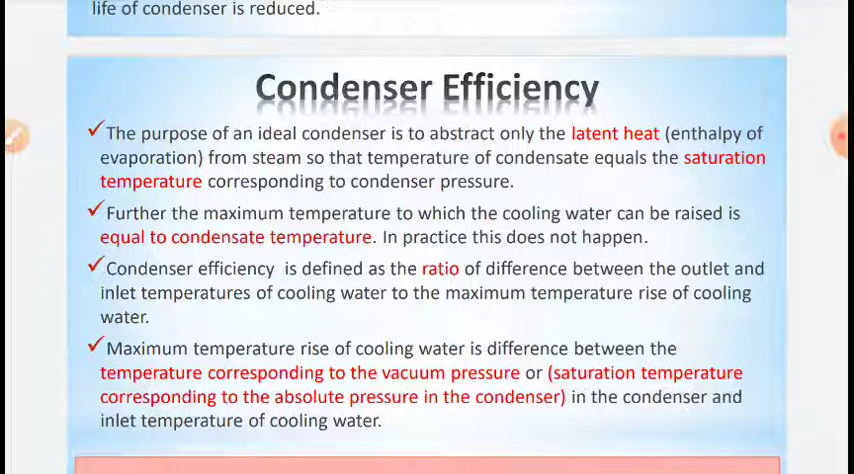 life of condenser is reduced.
Condenser Efficiency
✓The purpose of an ideal condenser is to abstract only the latent heat (enthalpy of
evaporation) from steam so that temperature of condensate equals the saturation
temperature corresponding to condenser pressure.
✓Further the maximum temperature to which the cooling water can be raised is
equal to condensate temperature. In practice this does not happen.
✓Condenser efficiency is defined as the ratio of difference between the outlet and
inlet temperatures of cooling water to the maximum temperature rise of cooling
water.
✓Maximum temperature rise of cooling water is difference between the
temperature corresponding to the vacuum pressure or (saturation temperature
corresponding to the absolute pressure in the condenser) in the condenser and
inlet temperature of cooling water.